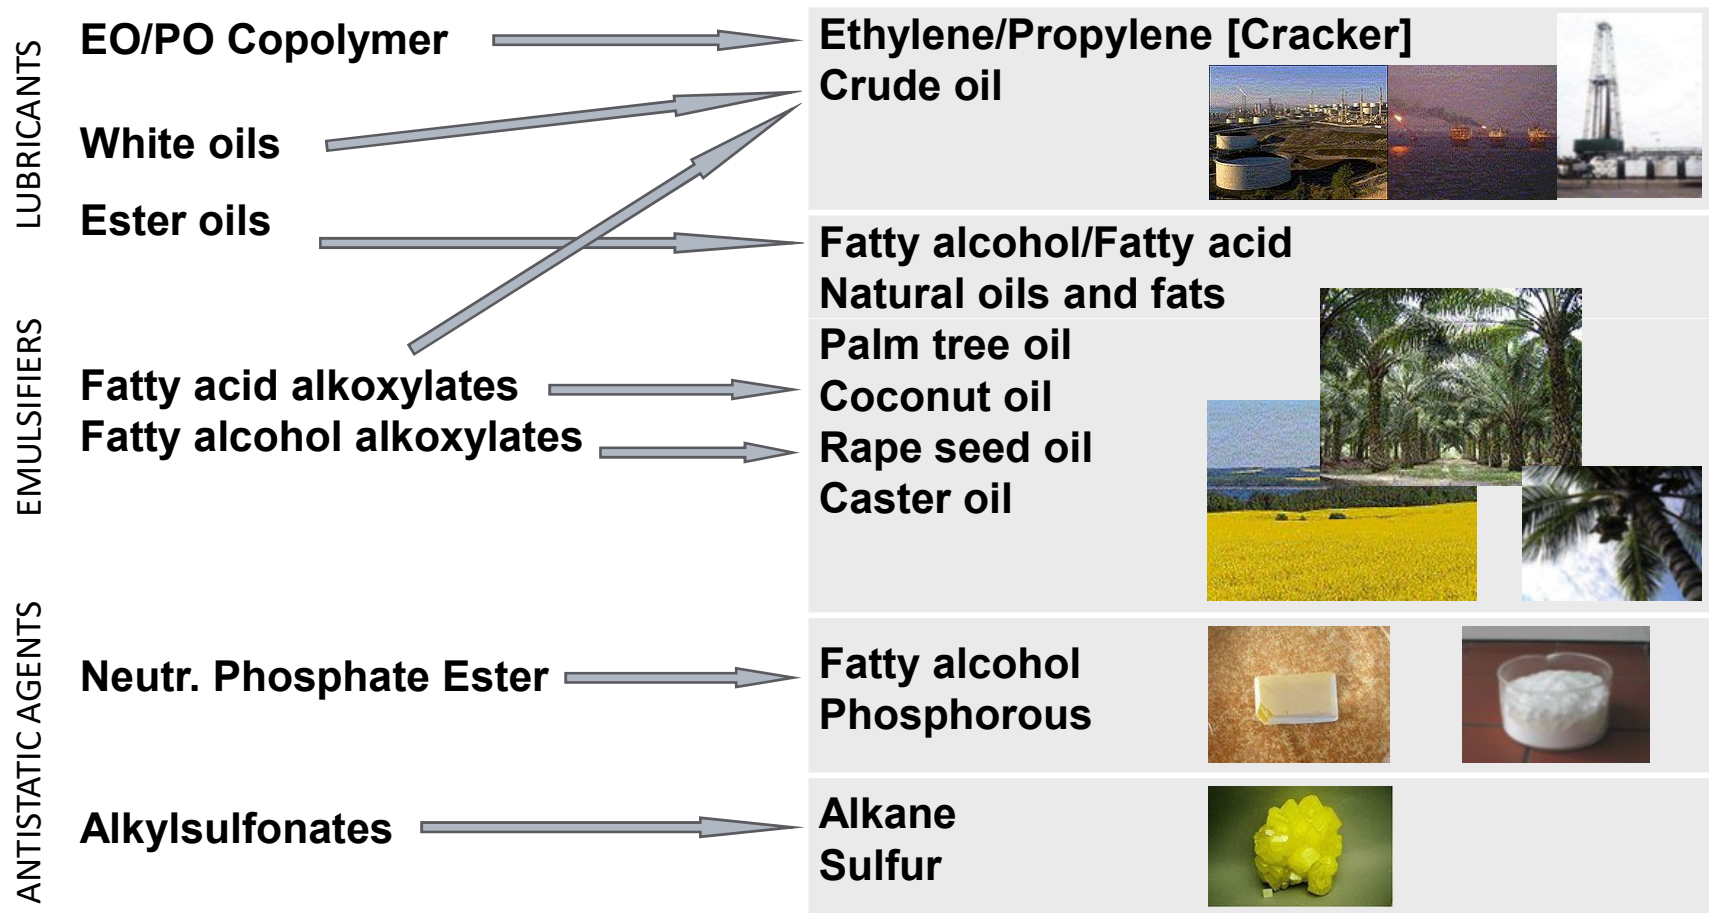 LUBRICANTS
EO/PO Copolymer
White oils
Ester oils
EMULSIFIERS
Fatty acid alkoxylates
Fatty alcohol alkoxylates
ANTISTATIC AGENTS
Neutr. Phosphate Ester
Alkylsulfonates
Ethylene/Propylene [Cracker]
Crude oil
Fatty alcohol/Fatty acid
Natural oils and fats
Palm tree oil
Coconut oil
Rape seed oil
Caster oil
Fatty alcohol
Phosphorous
Alkane
Sulfur